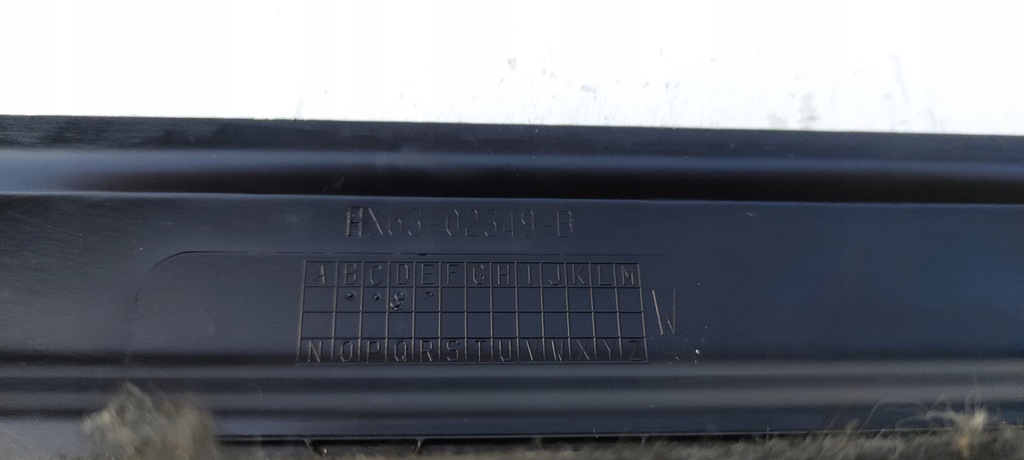 HX63-02349-B
A B C D E F G H I J K L M
W
N O P Q R S T U V W X Y Z